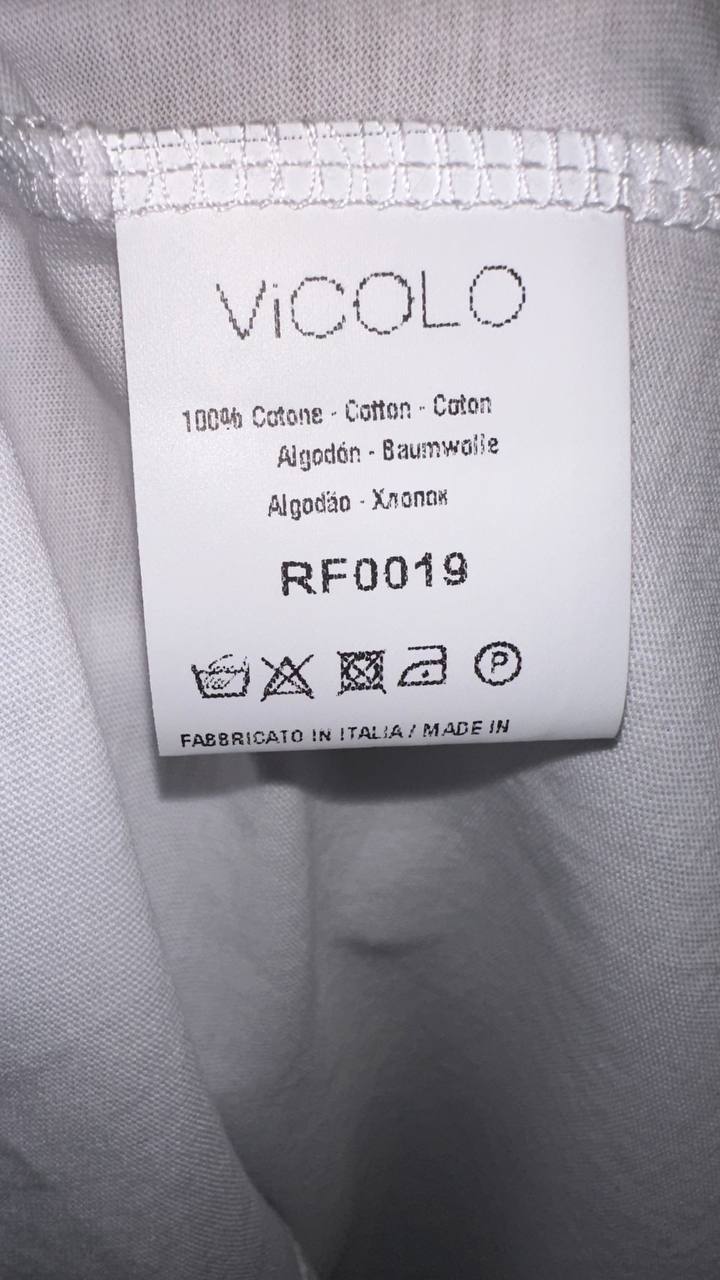 ViCOLO
100% Cotone - Cotton - Coton
Algodón - Baumwolle
Algodão - Хлопок
RF0019
P
FABBRICATO IN ITALIA / MADE IN